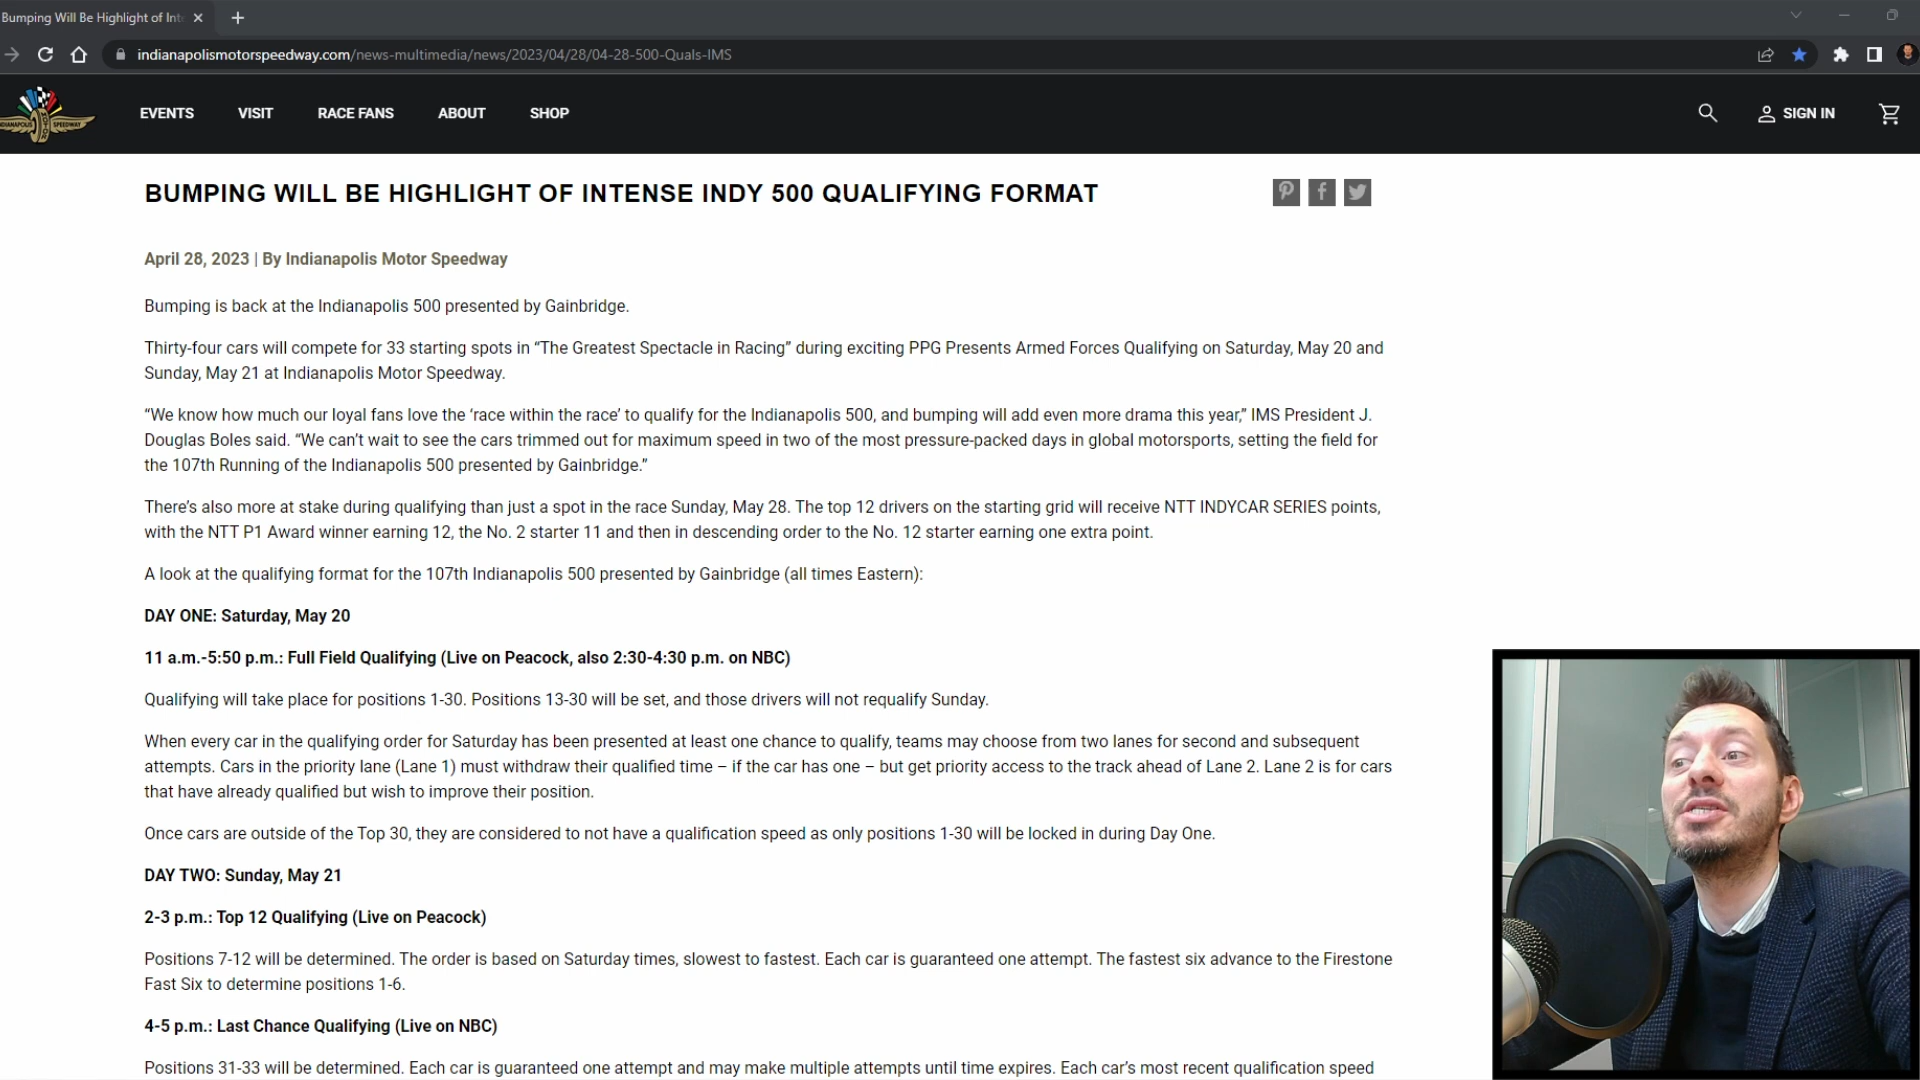 Bumping Will Be Highlight of Int
indianapolismotorspeedway.com/news-multimedia/news/2023/04/28/04-28-500-Quals-IMS
MOTOR
SPEEDWAY
EVENTS VISIT RACE FANS ABOUT SHOP SIGN IN
BUMPING WILL BE HIGHLIGHT OF INTENSE INDY 500 QUALIFYING FORMAT
April 28, 2023 | By Indianapolis Motor Speedway
Bumping is back at the Indianapolis 500 presented by Gainbridge.
Thirty-four cars will compete for 33 starting spots in “The Greatest Spectacle in Racing” during exciting PPG Presents Armed Forces Qualifying on Saturday, May 20 and
Sunday, May 21 at Indianapolis Motor Speedway.
“We know how much our loyal fans love the ‘race within the race’ to qualify for the Indianapolis 500, and bumping will add even more drama this year,” IMS President J.
Douglas Boles said. “We can’t wait to see the cars trimmed out for maximum speed in two of the most pressure-packed days in global motorsports, setting the field for
the 107th Running of the Indianapolis 500 presented by Gainbridge.”
There’s also more at stake during qualifying than just a spot in the race Sunday, May 28. The top 12 drivers on the starting grid will receive NTT INDYCAR SERIES points,
with the NTT P1 Award winner earning 12, the No. 2 starter 11 and then in descending order to the No. 12 starter earning one extra point.
A look at the qualifying format for the 107th Indianapolis 500 presented by Gainbridge (all times Eastern):
DAY ONE: Saturday, May 20
11 a.m.-5:50 p.m.: Full Field Qualifying (Live on Peacock, also 2:30-4:30 p.m. on NBC)
Qualifying will take place for positions 1-30. Positions 13-30 will be set, and those drivers will not requalify Sunday.
When every car in the qualifying order for Saturday has been presented at least one chance to qualify, teams may choose from two lanes for second and subsequent
attempts. Cars in the priority lane (Lane 1) must withdraw their qualified time – if the car has one – but get priority access to the track ahead of Lane 2. Lane 2 is for cars
that have already qualified but wish to improve their position.
Once cars are outside of the Top 30, they are considered to not have a qualification speed as only positions 1-30 will be locked in during Day One.
DAY TWO: Sunday, May 21
2-3 p.m.: Top 12 Qualifying (Live on Peacock)
Positions 7-12 will be determined. The order is based on Saturday times, slowest to fastest. Each car is guaranteed one attempt. The fastest six advance to the Firestone
Fast Six to determine positions 1-6.
4-5 p.m.: Last Chance Qualifying (Live on NBC)
Positions 31-33 will be determined. Each car is guaranteed one attempt and may make multiple attempts until time expires. Each car’s most recent qualification speed